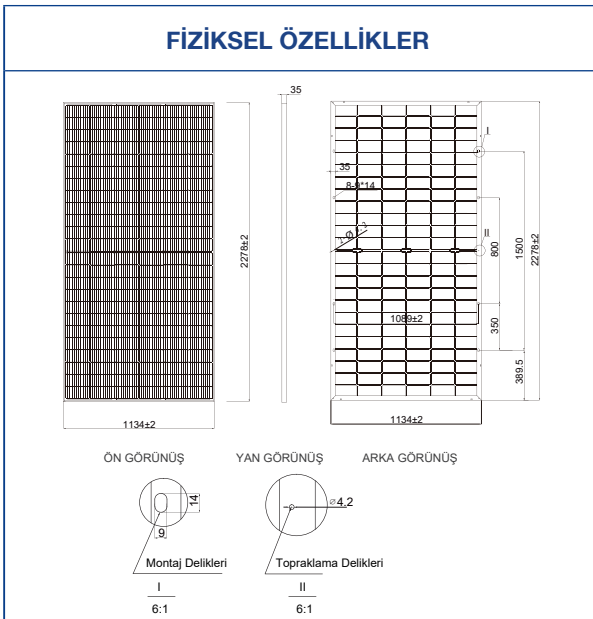 FİZİKSEL ÖZELLİKLER
35
2278±2
1134±2
35
8-9*14
I
II
800
1500
2278±2
1089±2
350
389.5
1134±2
ÖN GÖRÜNÜŞ YAN GÖRÜNÜŞ ARKA GÖRÜNÜŞ
14
9
Ø4.2
Montaj Delikleri
Topraklama Delikleri
I
6:1
II
6:1